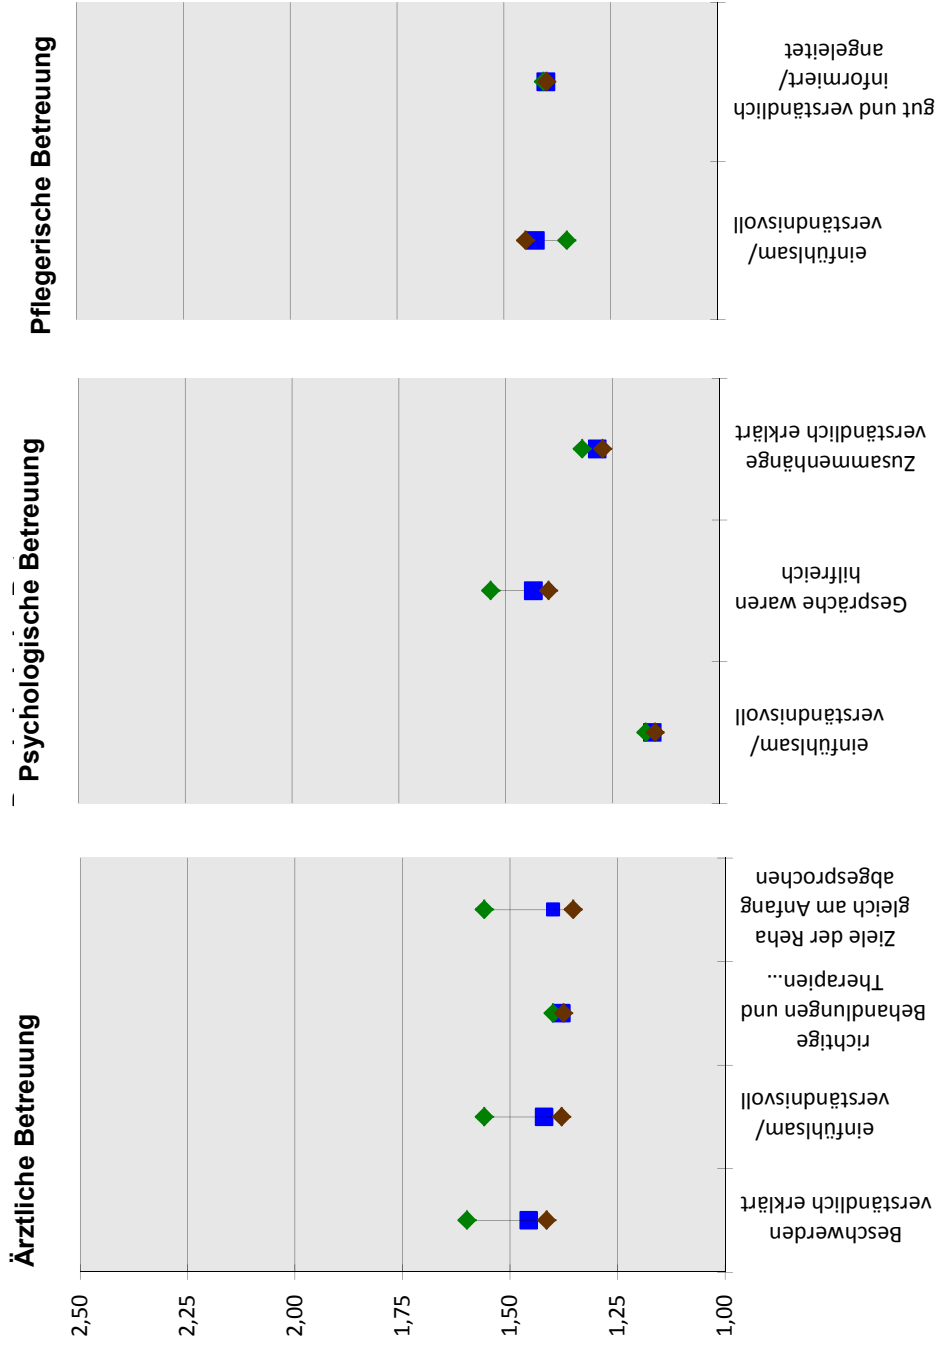 Ärztliche Betreuung
2,50
2,25
2,00
1,75
1,50
1,25
1,00
Beschwerden
verständlich erklärt
einfühlsam/
verständnisvoll
richtige
Behandlungen und
Therapien...
Ziele der Reha
gleich am Anfang
abgesprochen
Psychologische Betreuung
einfühlsam/
verständnisvoll
Gespräche waren
hilfreich
Zusammenhänge
verständlich erklärt
Pflegerische Betreuung
einfühlsam/
verständnisvoll
gut und verständlich
informiert/
angeleitet